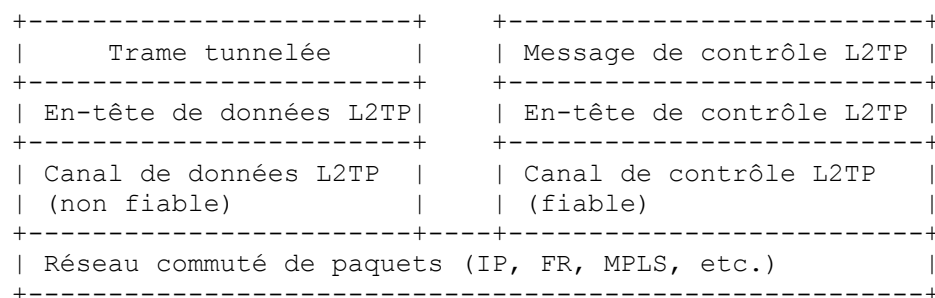 +------------------------+    +--------------------------+
|     Trame tunnelée     |    | Message de contrôle L2TP |
+------------------------+    +--------------------------+
| En-tête de données L2TP|    | En-tête de contrôle L2TP |
+------------------------+    +--------------------------+
| Canal de données L2TP  |    | Canal de contrôle L2TP   |
| (non fiable)           |    | (fiable)                 |
+------------------------+----+--------------------------+
| Réseau commuté de paquets (IP, FR, MPLS, etc.)         |
+--------------------------------------------------------+